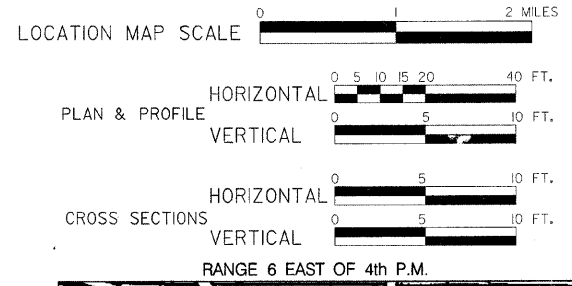 0 1 2 MILES
LOCATION MAP SCALE
0 5 10 15 20 40 FT.
HORIZONTAL
PLAN & PROFILE
0 5 10 FT.
VERTICAL
0 5 10 FT.
HORIZONTAL
CROSS SECTIONS
0 5 10 FT.
VERTICAL
RANGE 6 EAST OF 4th P.M.